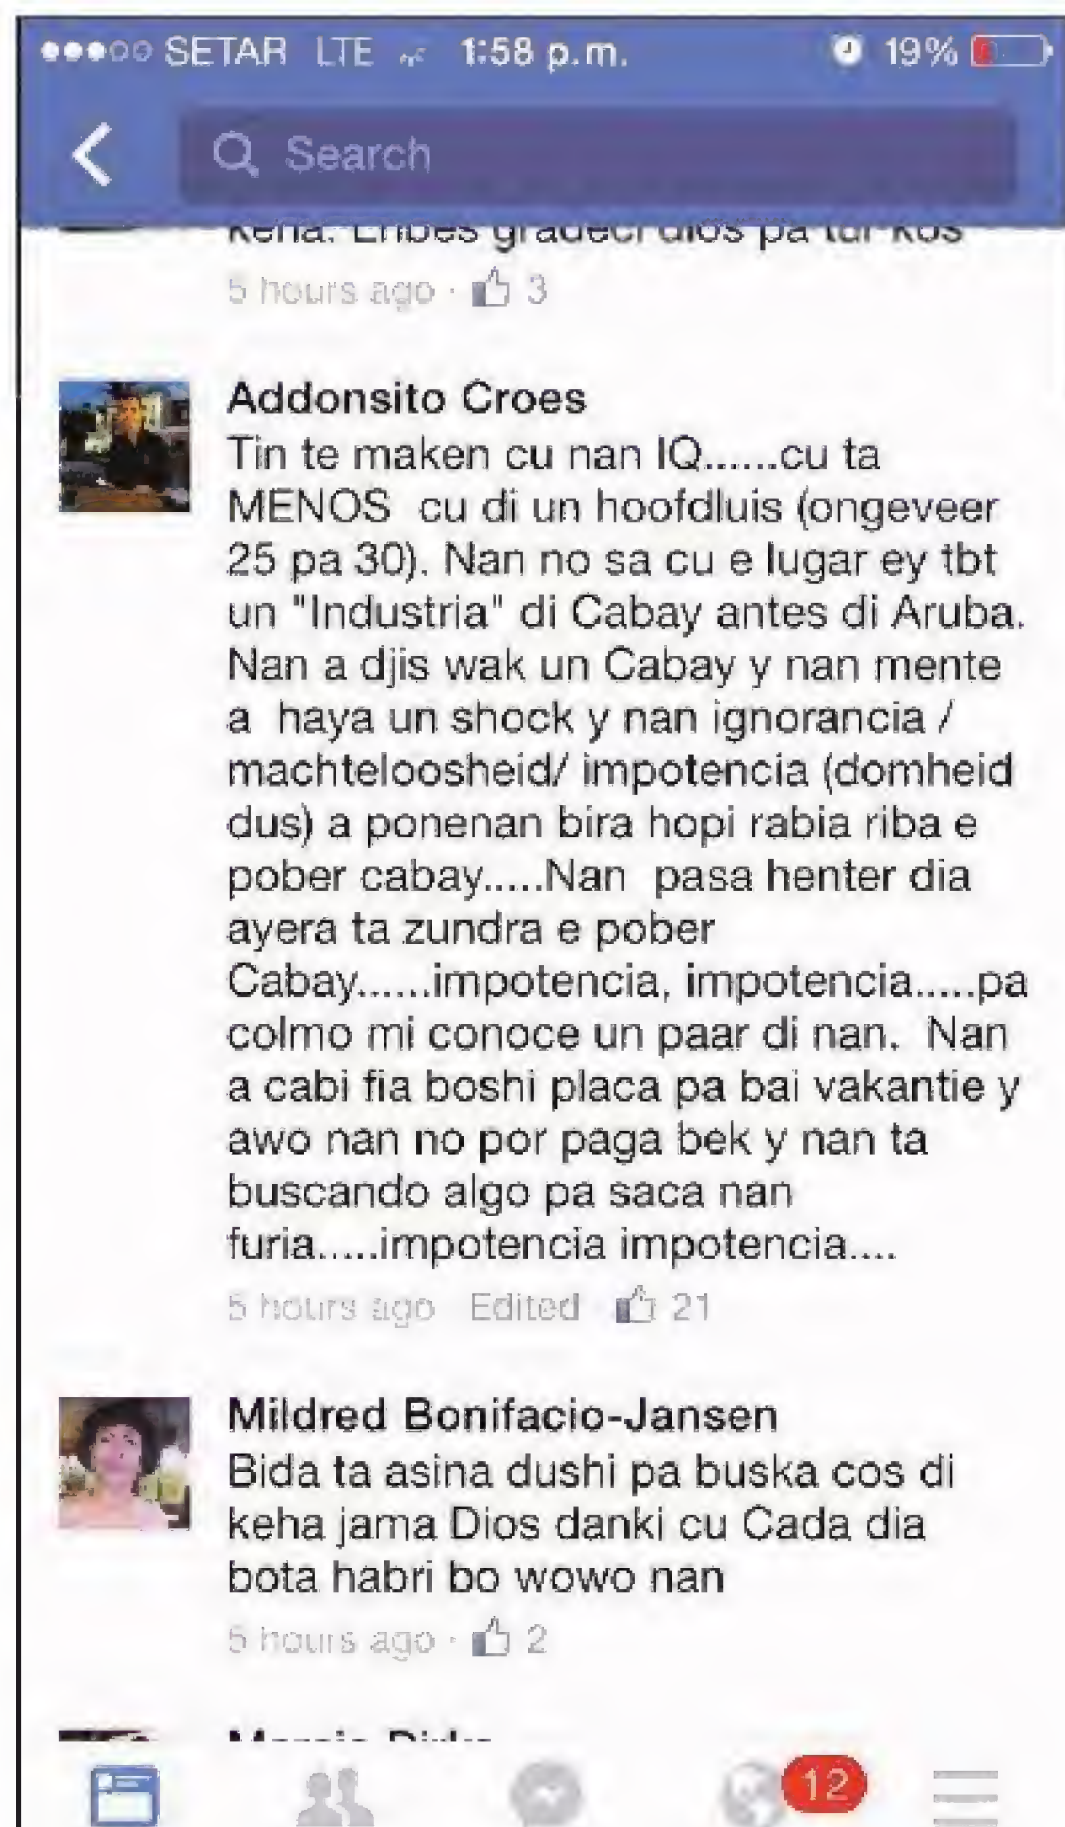 SETAR LTE 1:58 p.m. 19%
Search
keha. Enbes gradeci dios pa tur kos
5 hours ago · 3
Addonsito Croes
Tin te maken cu nan IQ......cu ta
MENOS cu di un hoofdluis (ongeveer
25 pa 30). Nan no sa cu e lugar ey tbt
un "Industria" di Cabay antes di Aruba.
Nan a djis wak un Cabay y nan mente
a haya un shock y nan ignorancia /
machteloosheid/ impotencia (domheid
dus) a ponenan bira hopi rabia riba e
pober cabay.....Nan pasa henter dia
ayera ta zundra e pober
Cabay......impotencia, impotencia.....pa
colmo mi conoce un paar di nan. Nan
a cabi fia boshi placa pa bai vakantie y
awo nan no por paga bek y nan ta
buscando algo pa saca nan
furia.....impotencia impotencia....
5 hours ago Edited · 21
Mildred Bonifacio-Jansen
Bida ta asina dushi pa buska cos di
keha jama Dios danki cu Cada dia
bota habri bo wowo nan
5 hours ago · 2
12